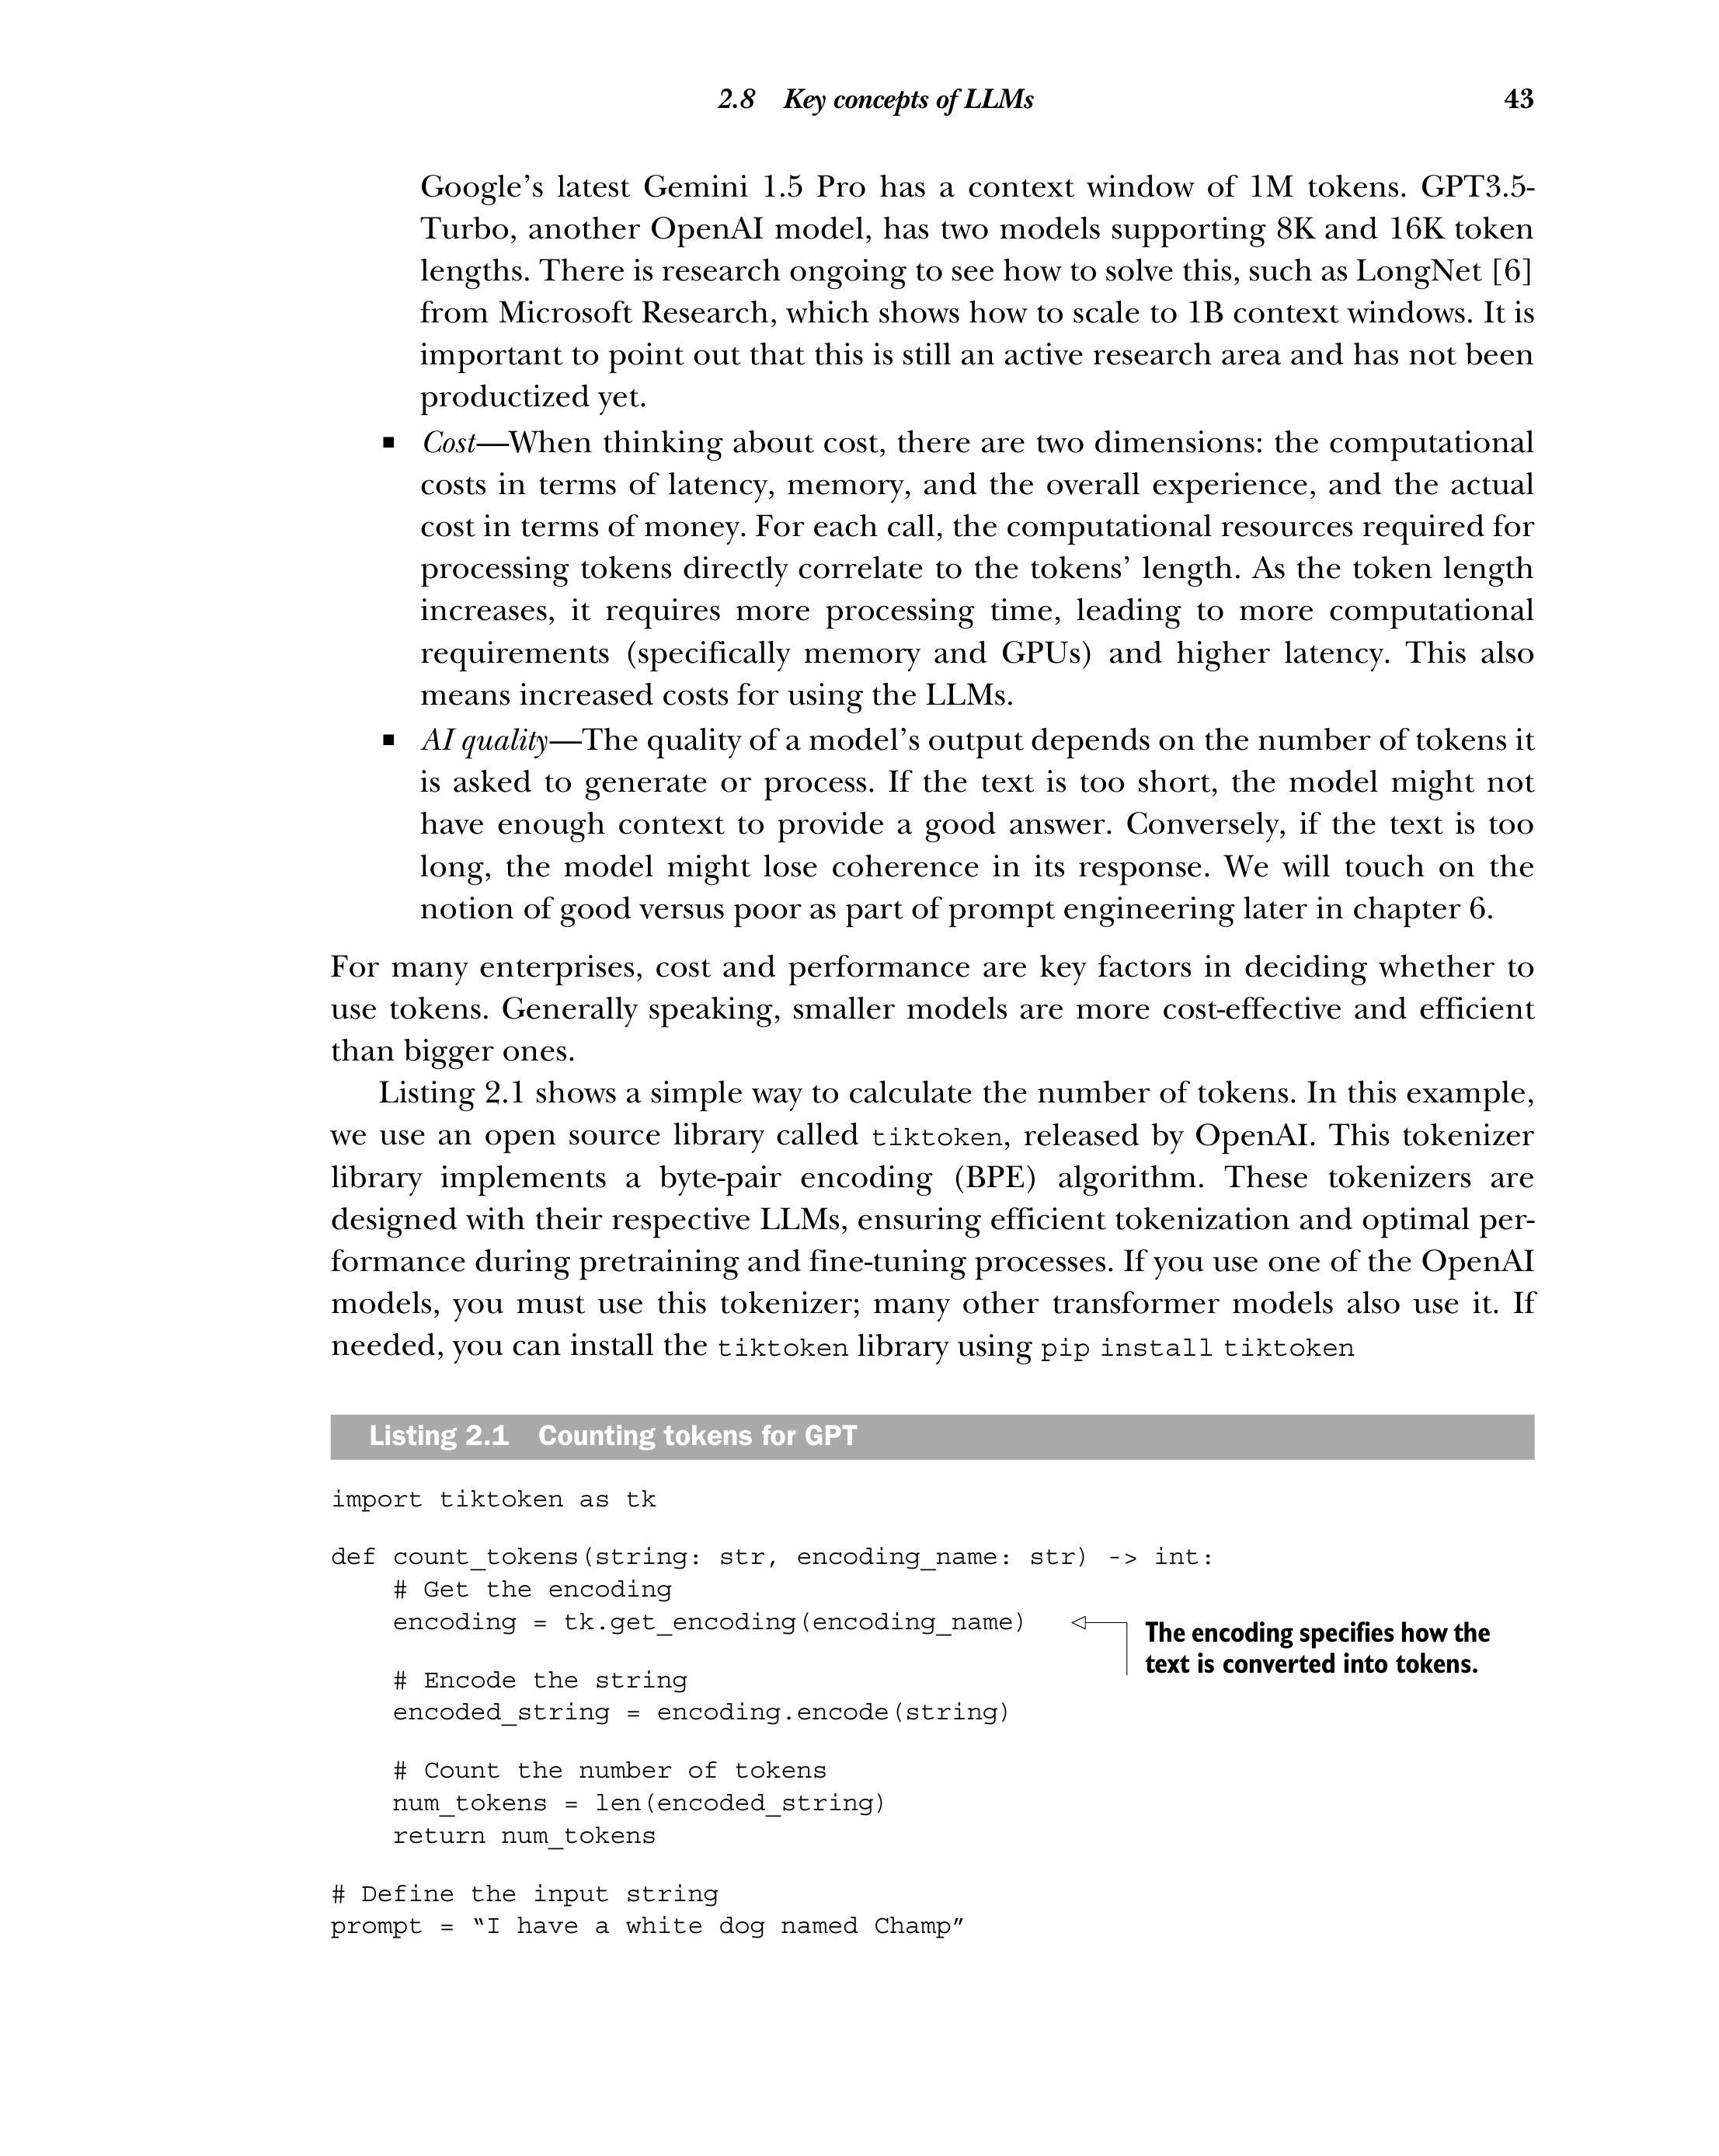 2.8 Key concepts of LLMs 43
Google’s latest Gemini 1.5 Pro has a context window of 1M tokens. GPT3.5-
Turbo, another OpenAI model, has two models supporting 8K and 16K token
lengths. There is research ongoing to see how to solve this, such as LongNet [6]
from Microsoft Research, which shows how to scale to 1B context windows. It is
important to point out that this is still an active research area and has not been
productized yet.
■ Cost—When thinking about cost, there are two dimensions: the computational
costs in terms of latency, memory, and the overall experience, and the actual
cost in terms of money. For each call, the computational resources required for
processing tokens directly correlate to the tokens’ length. As the token length
increases, it requires more processing time, leading to more computational
requirements (specifically memory and GPUs) and higher latency. This also
means increased costs for using the LLMs.
■ AI quality—The quality of a model’s output depends on the number of tokens it
is asked to generate or process. If the text is too short, the model might not
have enough context to provide a good answer. Conversely, if the text is too
long, the model might lose coherence in its response. We will touch on the
notion of good versus poor as part of prompt engineering later in chapter 6.
For many enterprises, cost and performance are key factors in deciding whether to
use tokens. Generally speaking, smaller models are more cost-effective and efficient
than bigger ones.
Listing 2.1 shows a simple way to calculate the number of tokens. In this example,
we use an open source library called tiktoken, released by OpenAI. This tokenizer
library implements a byte-pair encoding (BPE) algorithm. These tokenizers are
designed with their respective LLMs, ensuring efficient tokenization and optimal per-
formance during pretraining and fine-tuning processes. If you use one of the OpenAI
models, you must use this tokenizer; many other transformer models also use it. If
needed, you can install the tiktoken library using pip install tiktoken
Listing 2.1 Counting tokens for GPT
import tiktoken as tk
def count_tokens(string: str, encoding_name: str) -> int:
    # Get the encoding
    encoding = tk.get_encoding(encoding_name)
The encoding specifies how the
text is converted into tokens.
    # Encode the string
    encoded_string = encoding.encode(string)
    # Count the number of tokens
    num_tokens = len(encoded_string)
    return num_tokens
# Define the input string
prompt = “I have a white dog named Champ”